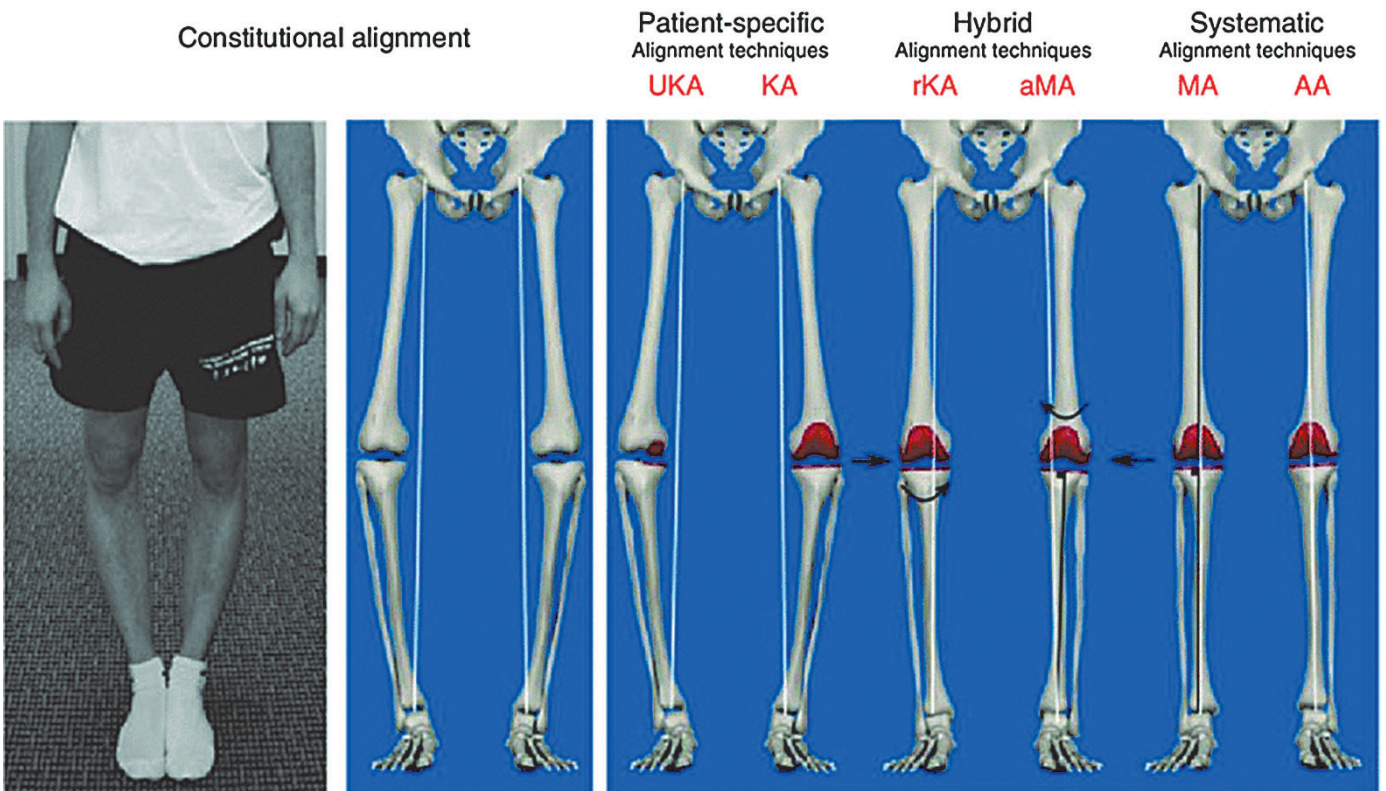 Constitutional alignment
Patient-specific
Alignment techniques
UKA KA
Hybrid
Alignment techniques
rKA aMA
Systematic
Alignment techniques
MA AA